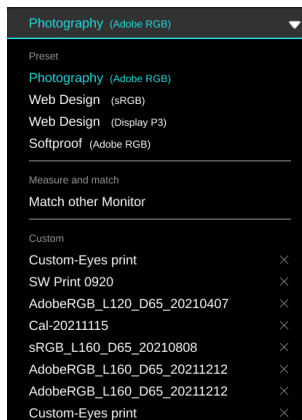 Photography (Adobe RGB)
Preset
Photography (Adobe RGB)
Web Design (sRGB)
Web Design (Display P3)
Softproof (Adobe RGB)
Measure and match
Match other Monitor
Custom
Custom-Eyes print
SW Print 0920
AdobeRGB_L120_D65_20210407
Cal-20211115
sRGB_L160_D65_20210808
AdobeRGB_L160_D65_20211212
AdobeRGB_L160_D65_20211212
Custom-Eyes print